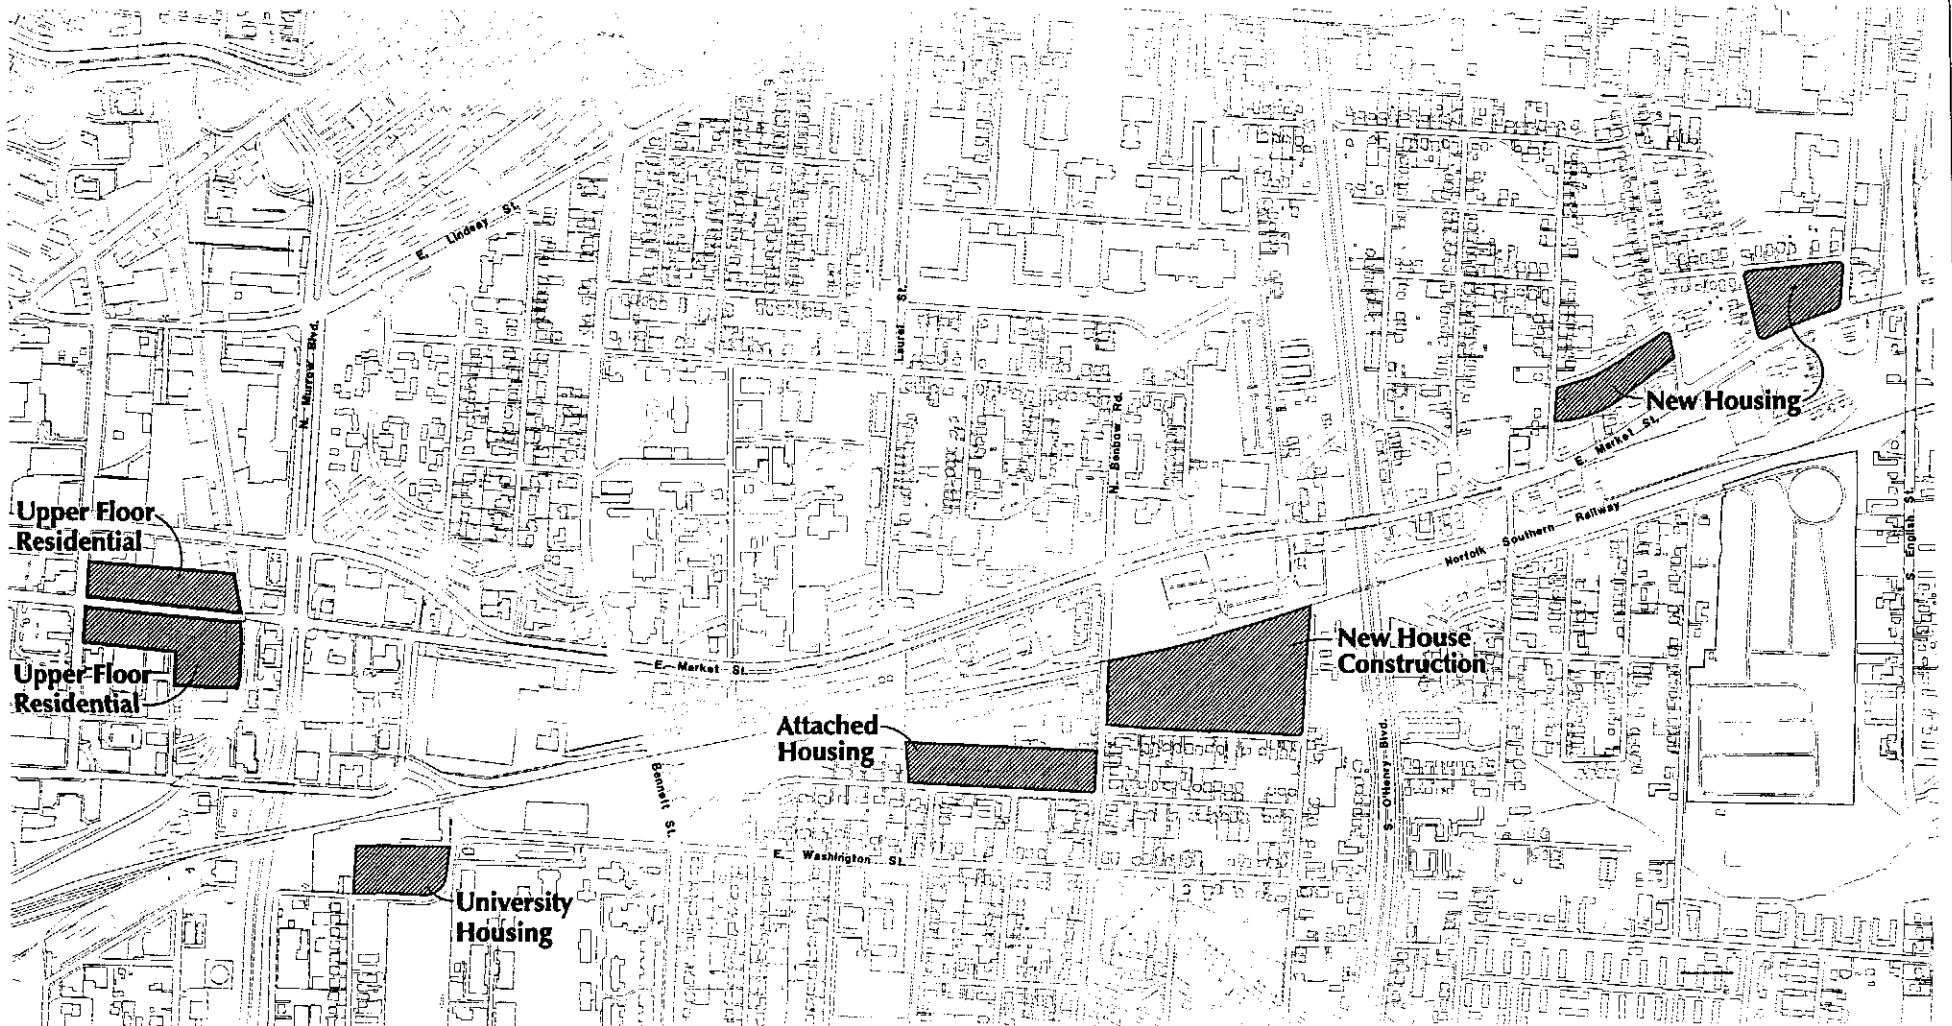 E. Lindsay St.
Laurel St.
N. Murrow Blvd.
N. Benbow Rd.
New Housing
E. Market St.
Upper Floor
Residential
Norfolk Southern Railway
S. English St.
Upper Floor
Residential
E. Market St.
New House
Construction
Attached
Housing
Bennett St.
S. O'Henry Blvd.
E. Washington St.
University
Housing